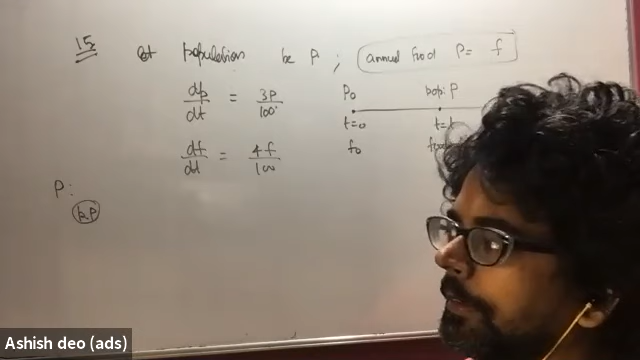 15
let population be P ; annual food P = f
dp/dt = 3P/100
P0 pop: P
t=0 t=t
df/dt = 4f/100
f0
P:
k.P
Ashish deo (ads)